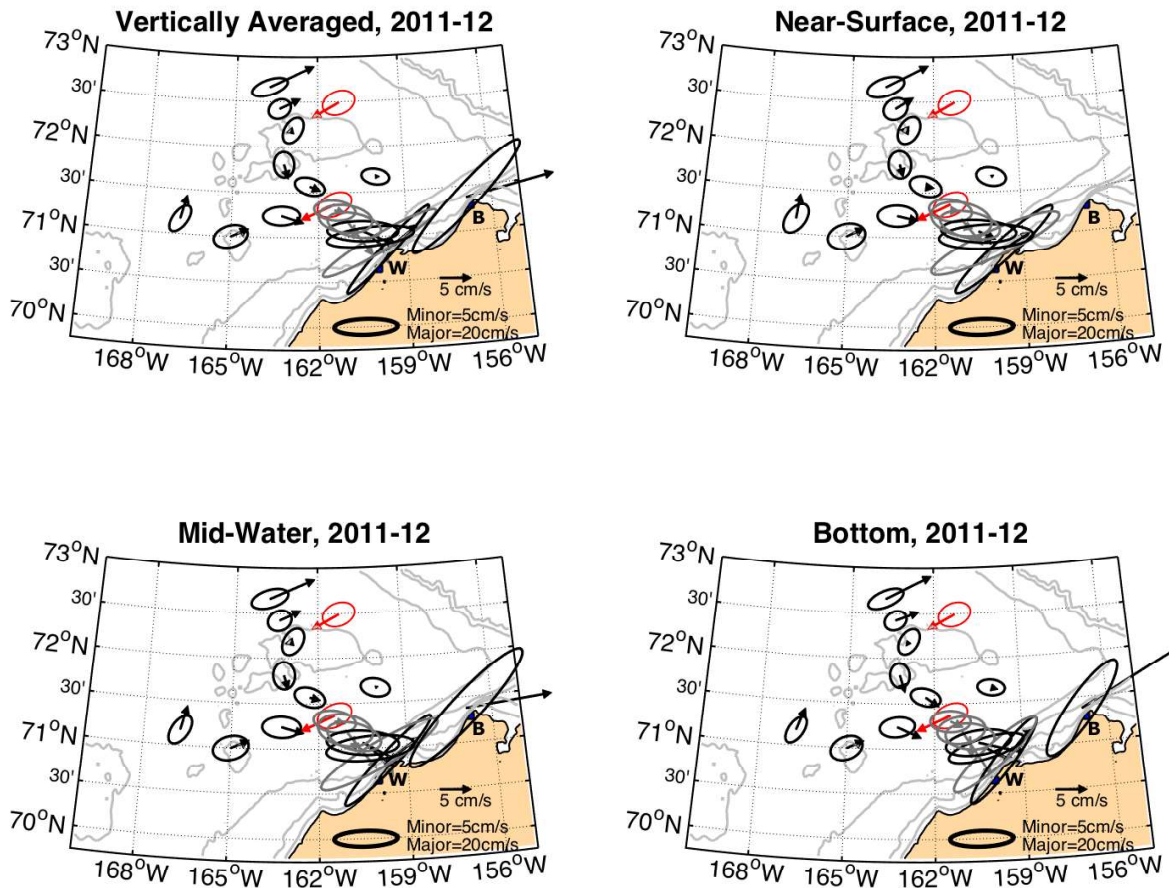 Vertically Averaged, 2011-12
73°N
30'
72°N
30'
71°N
30'
70°N
B
W
5 cm/s
Minor=5cm/s
Major=20cm/s
168°W 165°W 162°W 159°W 156°W
Near-Surface, 2011-12
73°N
30'
72°N
30'
71°N
30'
70°N
B
W
5 cm/s
Minor=5cm/s
Major=20cm/s
168°W 165°W 162°W 159°W 156°W
Mid-Water, 2011-12
73°N
30'
72°N
30'
71°N
30'
70°N
B
W
5 cm/s
Minor=5cm/s
Major=20cm/s
168°W 165°W 162°W 159°W 156°W
Bottom, 2011-12
73°N
30'
72°N
30'
71°N
30'
70°N
B
W
5 cm/s
Minor=5cm/s
Major=20cm/s
168°W 165°W 162°W 159°W 156°W